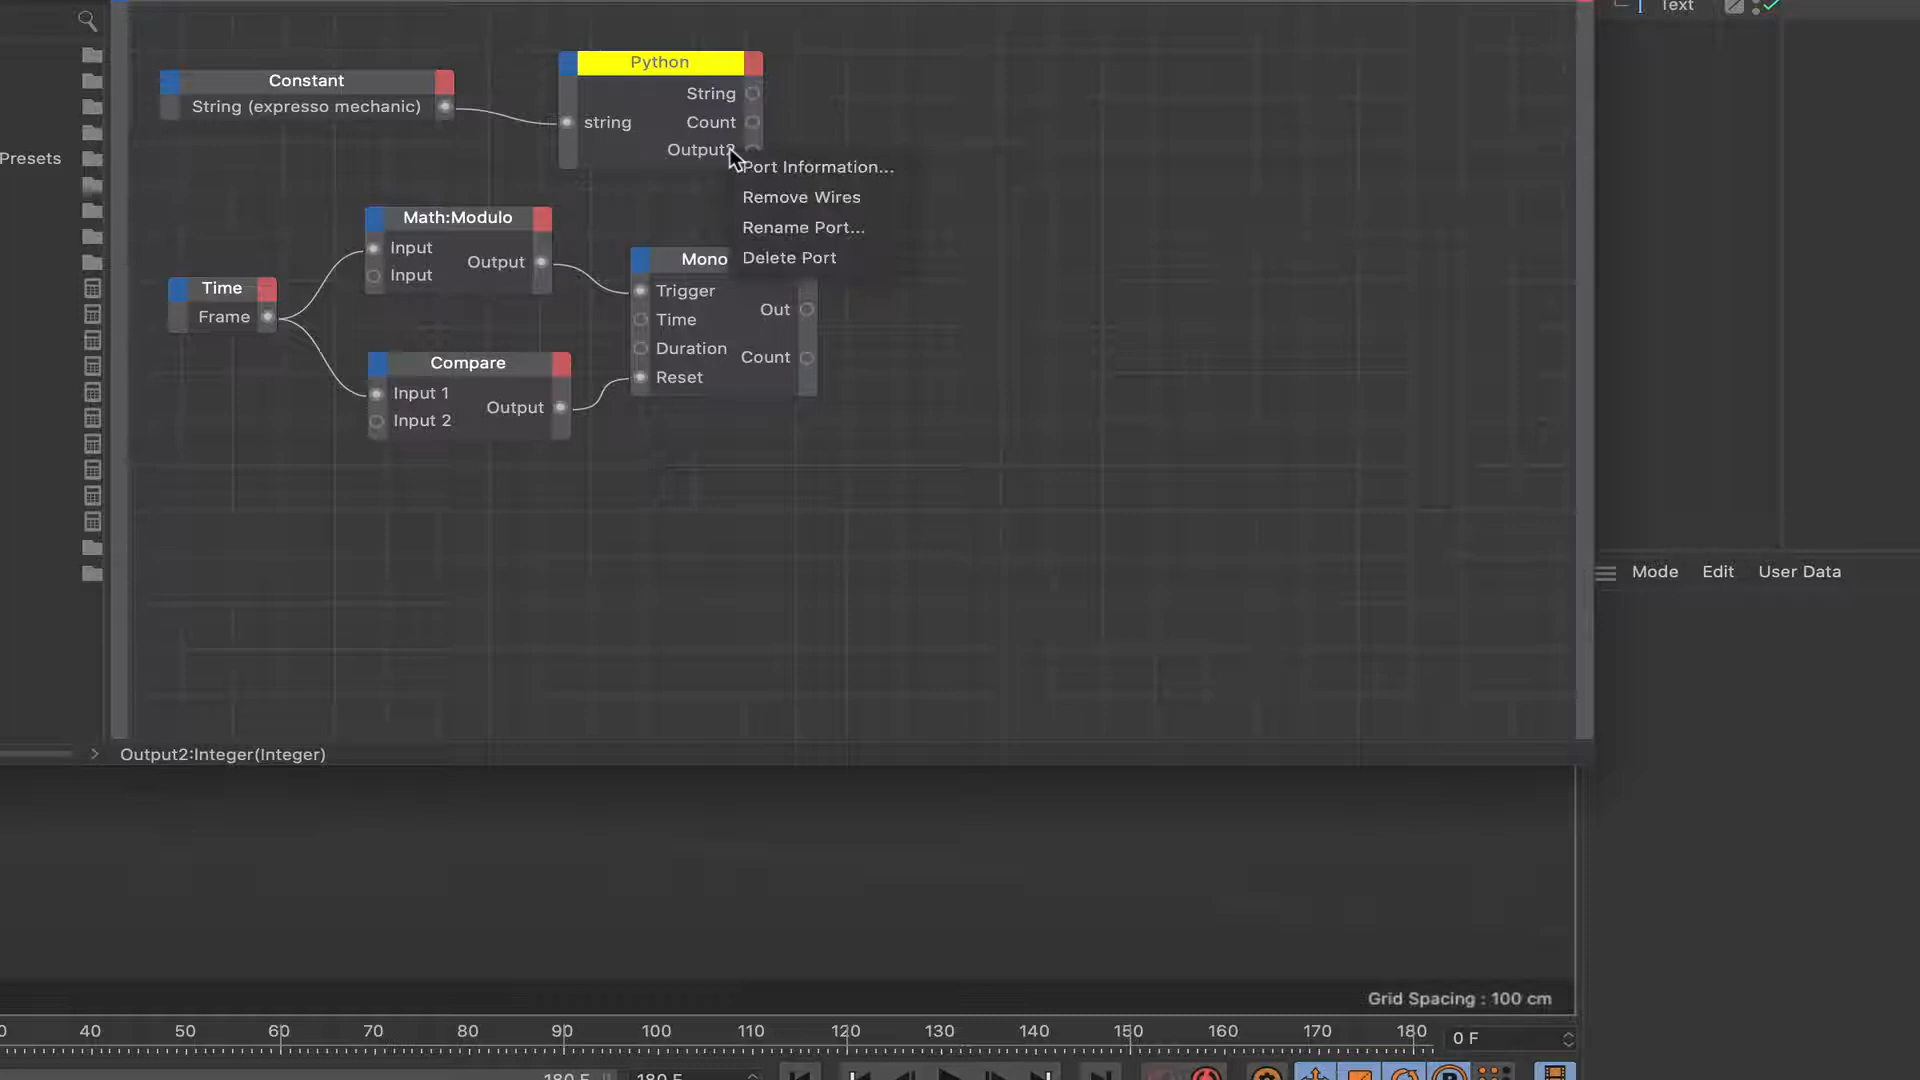 Text
Python
Constant
String
String (expresso mechanic)
string
Count
Presets
Output2
Port Information...
Remove Wires
Math:Modulo
Rename Port...
Input
Output
Mono
Delete Port
Input
Time
Trigger
Out
Frame
Time
Duration
Count
Compare
Reset
Input 1
Output
Input 2
Mode
Edit
User Data
Output2:Integer(Integer)
Grid Spacing : 100 cm
0 40 50 60 70 80 90 100 110 120 130 140 150 160 170 180
0 F
180 F
180 F